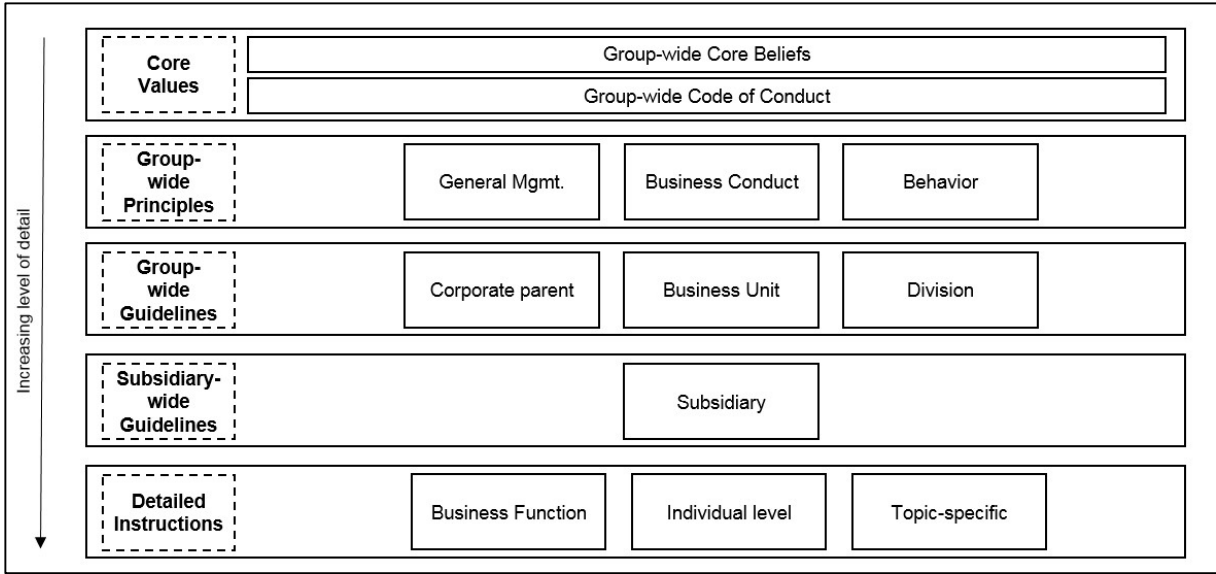 Increasing level of detail
Core
Values
Group-wide Core Beliefs
Group-wide Code of Conduct
Group-
wide
Principles
General Mgmt.
Business Conduct
Behavior
Group-
wide
Guidelines
Corporate parent
Business Unit
Division
Subsidiary-
wide
Guidelines
Subsidiary
Detailed
Instructions
Business Function
Individual level
Topic-specific